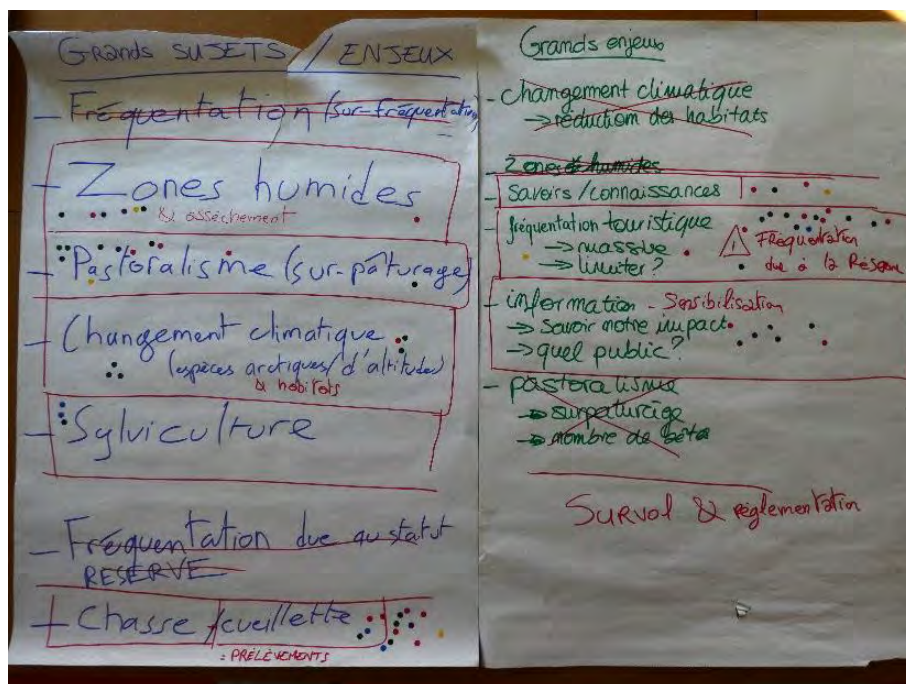 Grands SUJETS / ENJEUX
- Fréquentation (sur-fréquentation)
- Zones humides
& assèchement
- Pastoralisme (sur-pâturage)
- Changement climatique
(espèces arctiques/d'altitudes)
& habitats
- Sylviculture
- Fréquentation due au statut
RESERVE
- Chasse /cueillette
= PRÉLÈVEMENTS
Grands enjeux
- changement climatique
→ réduction des habitats
- Zones humides
- savoirs/connaissances
- fréquentation touristique
→ massive
→ limiter?
! Fréquentation
due à la Réserve
- information - Sensibilisation
→ savoir notre impact
→ quel public?
- pastoralisme
→ surpaturage
→ nombre de bête
Survol & réglementation